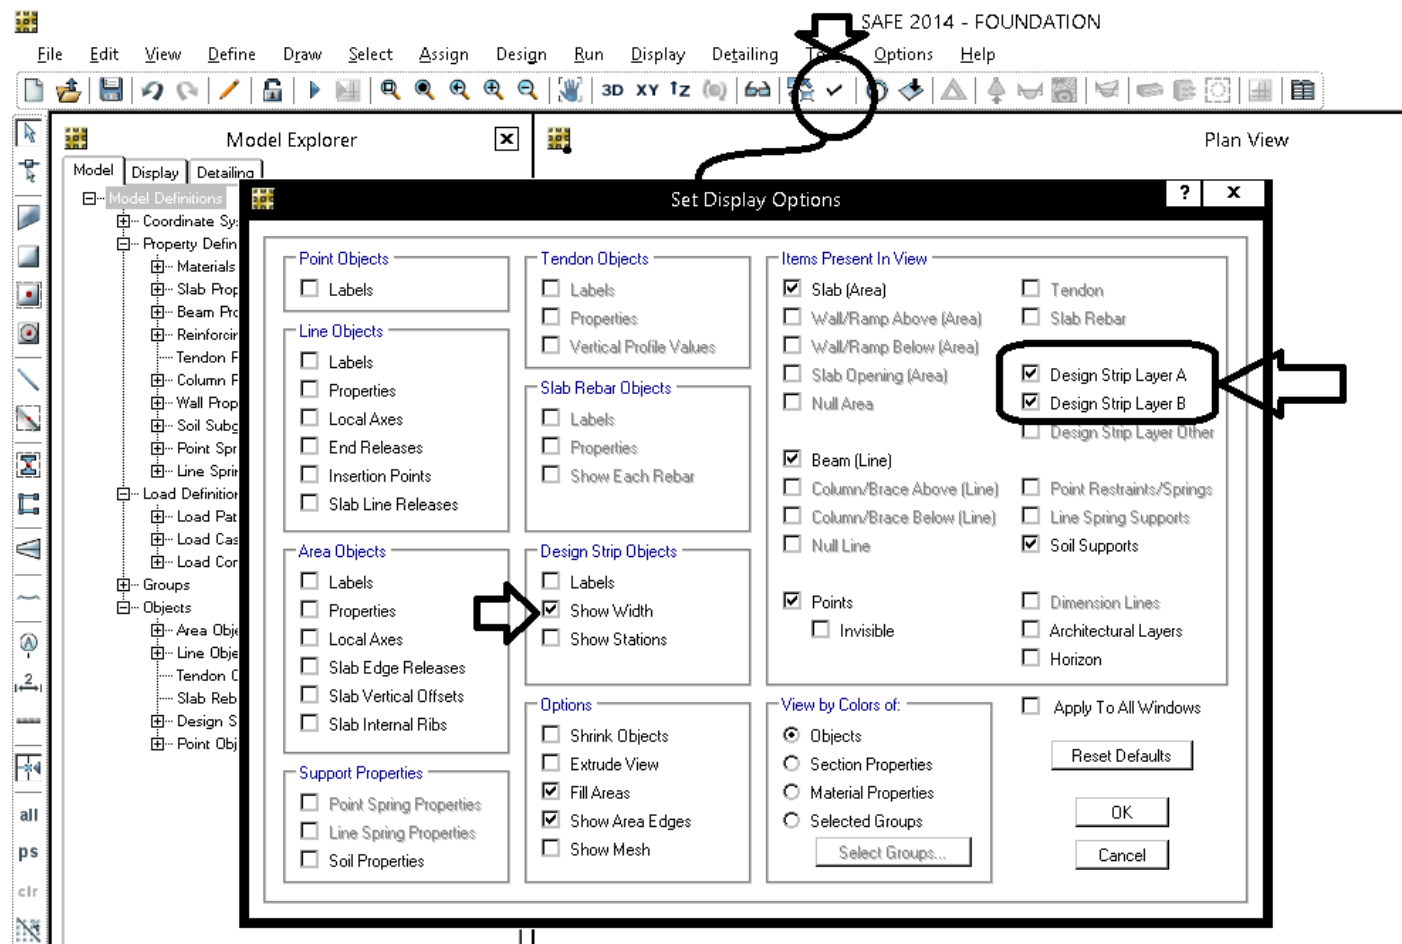 SAFE 2014 - FOUNDATION
File Edit View Define Draw Select Assign Design Run Display Detailing Options Help
3D XY
Model Explorer
Plan View
Model Display Detailing
Model Definitions
Coordinate Sy
Property Defin
Materials
Slab Prop
Beam Pro
Reinforcin
Tendon P
Column P
Wall Prop
Soil Subg
Point Spr
Line Sprin
Load Definition
Load Pat
Load Cas
Load Cor
Groups
Objects
Area Obje
Line Obje
Tendon O
Slab Reb
Design S
Point Obj
2
all
ps
clr
Set Display Options
Point Objects
Labels
Line Objects
Labels
Properties
Local Axes
End Releases
Insertion Points
Slab Line Releases
Area Objects
Labels
Properties
Local Axes
Slab Edge Releases
Slab Vertical Offsets
Slab Internal Ribs
Support Properties
Point Spring Properties
Line Spring Properties
Soil Properties
Tendon Objects
Labels
Properties
Vertical Profile Values
Slab Rebar Objects
Labels
Properties
Show Each Rebar
Design Strip Objects
Labels
Show Width
Show Stations
Options
Shrink Objects
Extrude View
Fill Areas
Show Area Edges
Show Mesh
Items Present In View
Slab (Area)
Wall/Ramp Above (Area)
Wall/Ramp Below (Area)
Slab Opening (Area)
Null Area
Beam (Line)
Column/Brace Above (Line)
Column/Brace Below (Line)
Null Line
Points
Invisible
Tendon
Slab Rebar
Design Strip Layer A
Design Strip Layer B
Design Strip Layer Other
Point Restraints/Springs
Line Spring Supports
Soil Supports
Dimension Lines
Architectural Layers
Horizon
View by Colors of:
Objects
Section Properties
Material Properties
Selected Groups
Select Groups...
Apply To All Windows
Reset Defaults
OK
Cancel